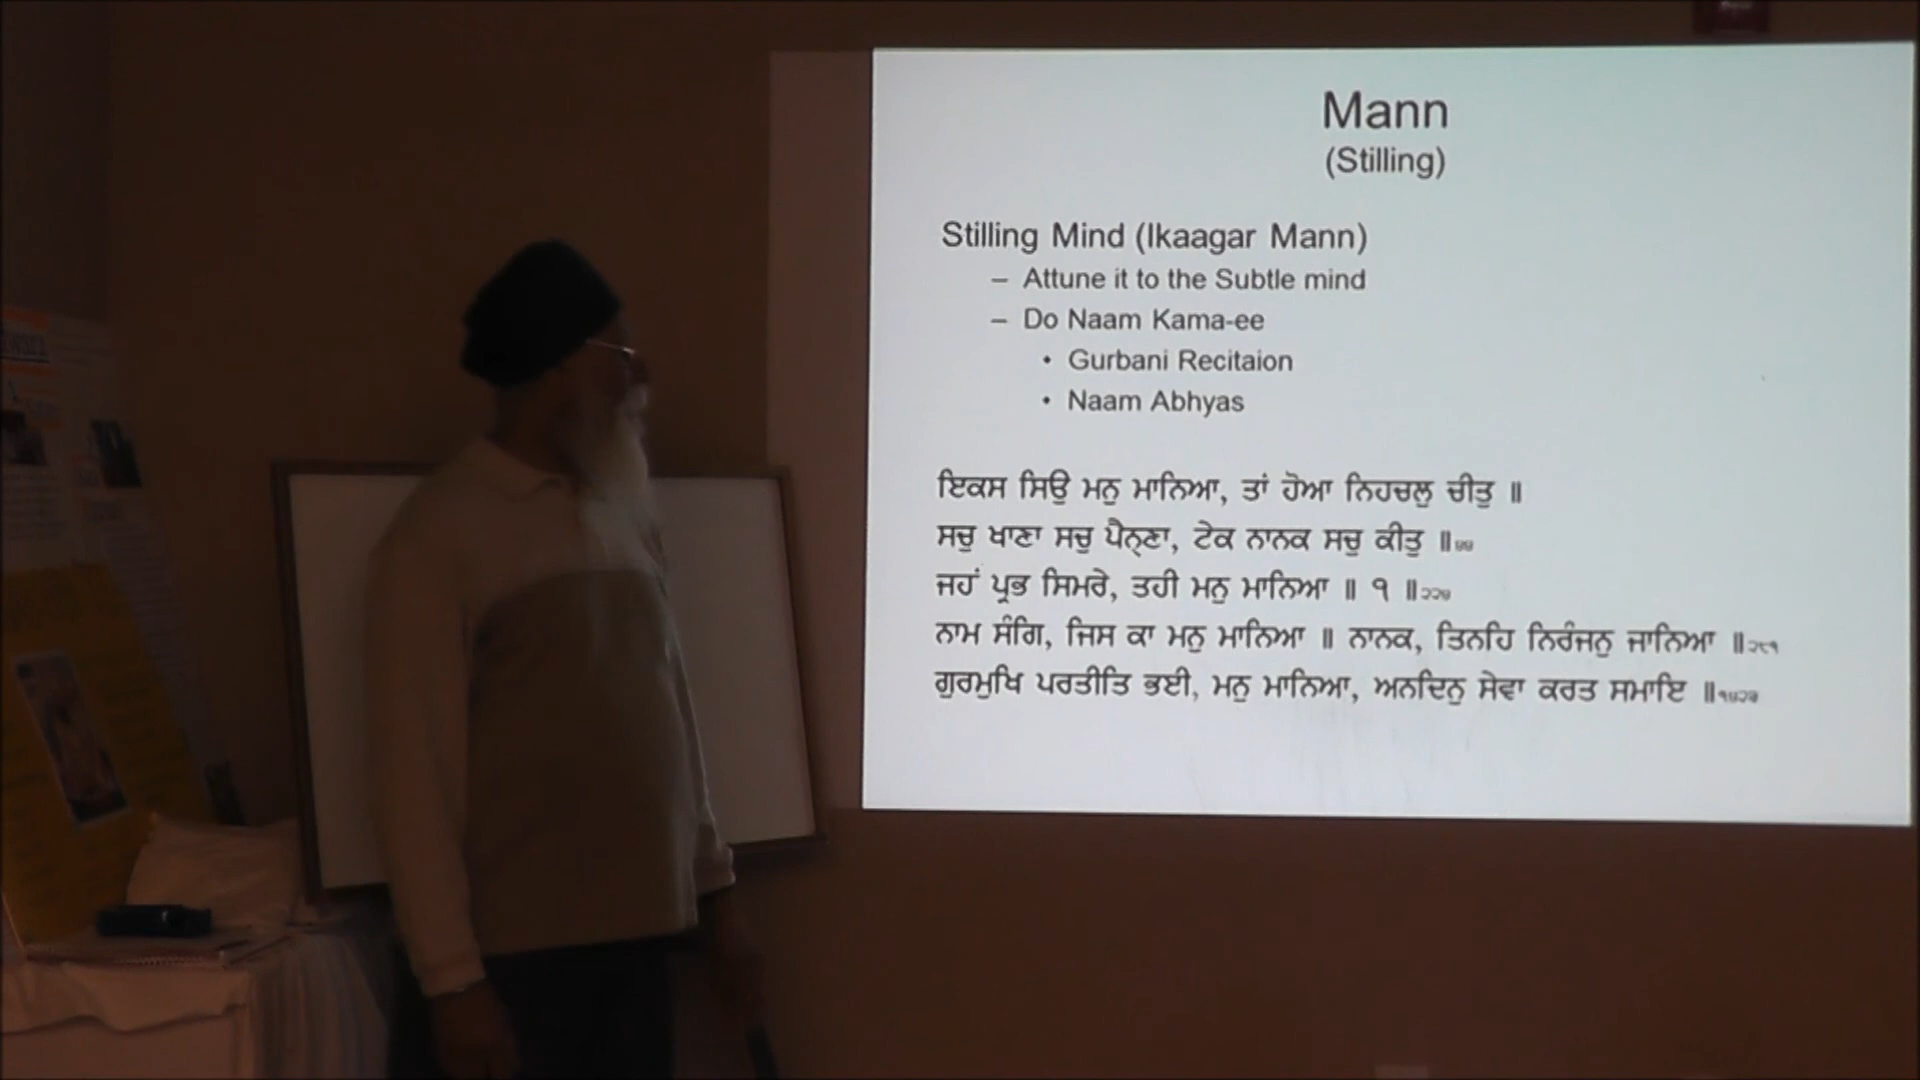 Mann
(Stilling)
Stilling Mind (Ikaagar Mann)
– Attune it to the Subtle mind
– Do Naam Kama-ee
• Gurbani Recitaion
• Naam Abhyas
ਇਕਸ ਸਿਉ ਮਨੁ ਮਾਨਿਆ, ਤਾਂ ਹੋਆ ਨਿਹਚਲੁ ਚੀਤੁ ॥
ਸਚੁ ਖਾਣਾ ਸਚੁ ਪੈਨ੍ਣਾ, ਟੇਕ ਨਾਨਕ ਸਚੁ ਕੀਤੁ ॥
ਜਹਾਂ ਪ੍ਰਭ ਸਿਮਰੇ, ਤਹੀ ਮਨੁ ਮਾਨਿਆ ॥ ੧ ॥
ਨਾਮ ਸੰਗਿ, ਜਿਸ ਕਾ ਮਨੁ ਮਾਨਿਆ ॥ ਨਾਨਕ, ਤਿਨਹਿ ਨਿਰੰਜਨੁ ਜਾਨਿਆ ॥੨੮੧
ਗੁਰਮੁਖਿ ਪਰਤੀਤਿ ਭਈ, ਮਨੁ ਮਾਨਿਆ, ਅਨਦਿਨੁ ਸੇਵਾ ਕਰਤ ਸਮਾਇ ॥